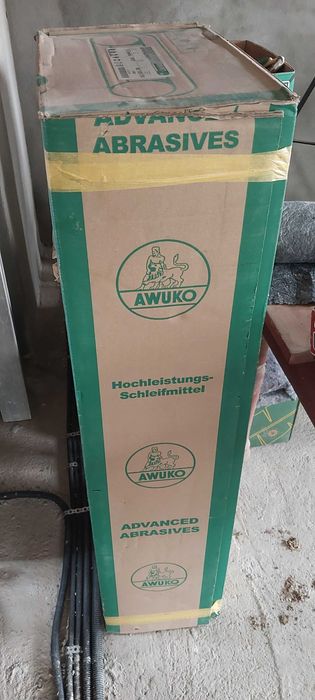 ADVANCED
ABRASIVES
AWUKO
Hochleistungs-
Schleifmittel
AWUKO
ADVANCED
ABRASIVES
AWUKO